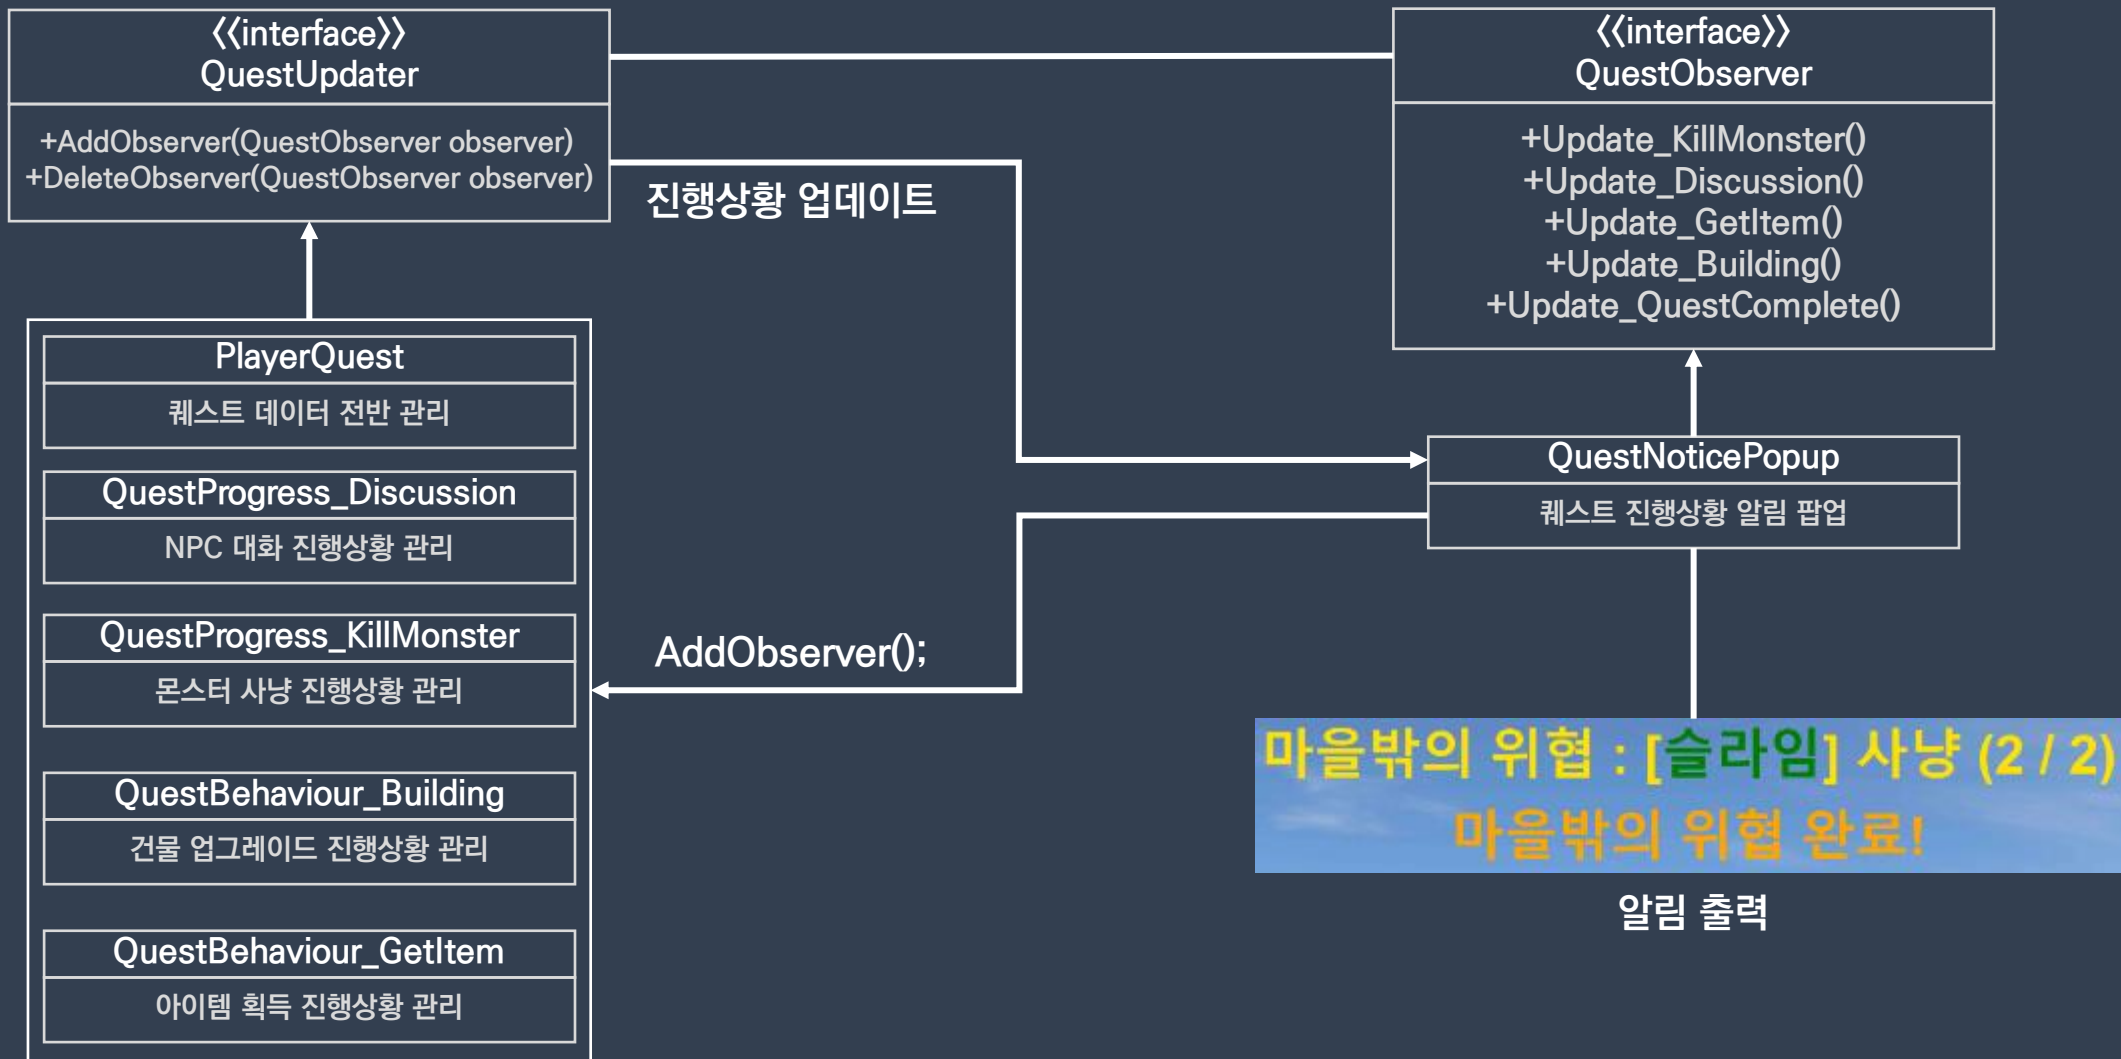 《interface》
QuestUpdater
+AddObserver(QuestObserver observer)
+DeleteObserver(QuestObserver observer)
《interface》
QuestObserver
+Update_KillMonster()
+Update_Discussion()
+Update_GetItem()
+Update_Building()
+Update_QuestComplete()
진행상황 업데이트
PlayerQuest
퀘스트 데이터 전반 관리
QuestProgress_Discussion
NPC 대화 진행상황 관리
QuestProgress_KillMonster
몬스터 사냥 진행상황 관리
QuestBehaviour_Building
건물 업그레이드 진행상황 관리
QuestBehaviour_GetItem
아이템 획득 진행상황 관리
AddObserver();
QuestNoticePopup
퀘스트 진행상황 알림 팝업
마을밖의 위협 : [슬라임] 사냥 (2 / 2)
마을밖의 위협 완료!
알림 출력